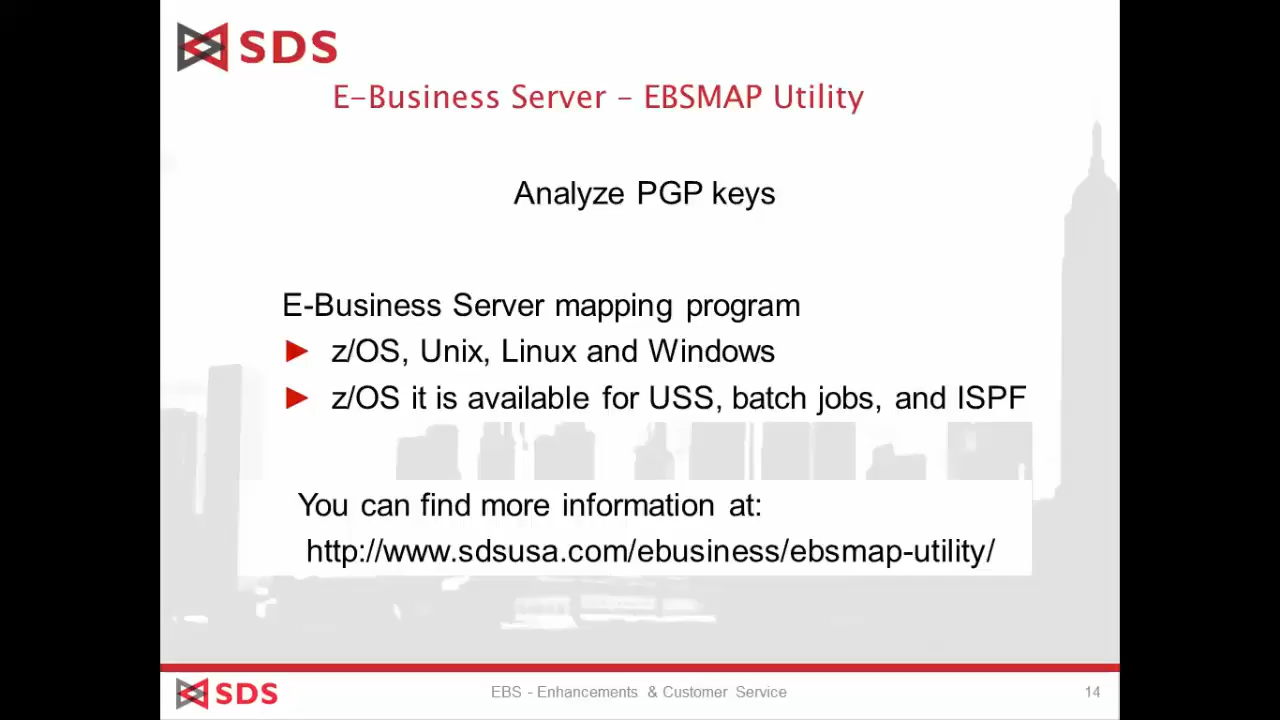 SDS
E-Business Server - EBSMAP Utility
Analyze PGP keys
E-Business Server mapping program
► z/OS, Unix, Linux and Windows
► z/OS it is available for USS, batch jobs, and ISPF
You can find more information at:
http://www.sdsusa.com/ebusiness/ebsmap-utility/
SDS
EBS - Enhancements & Customer Service
14